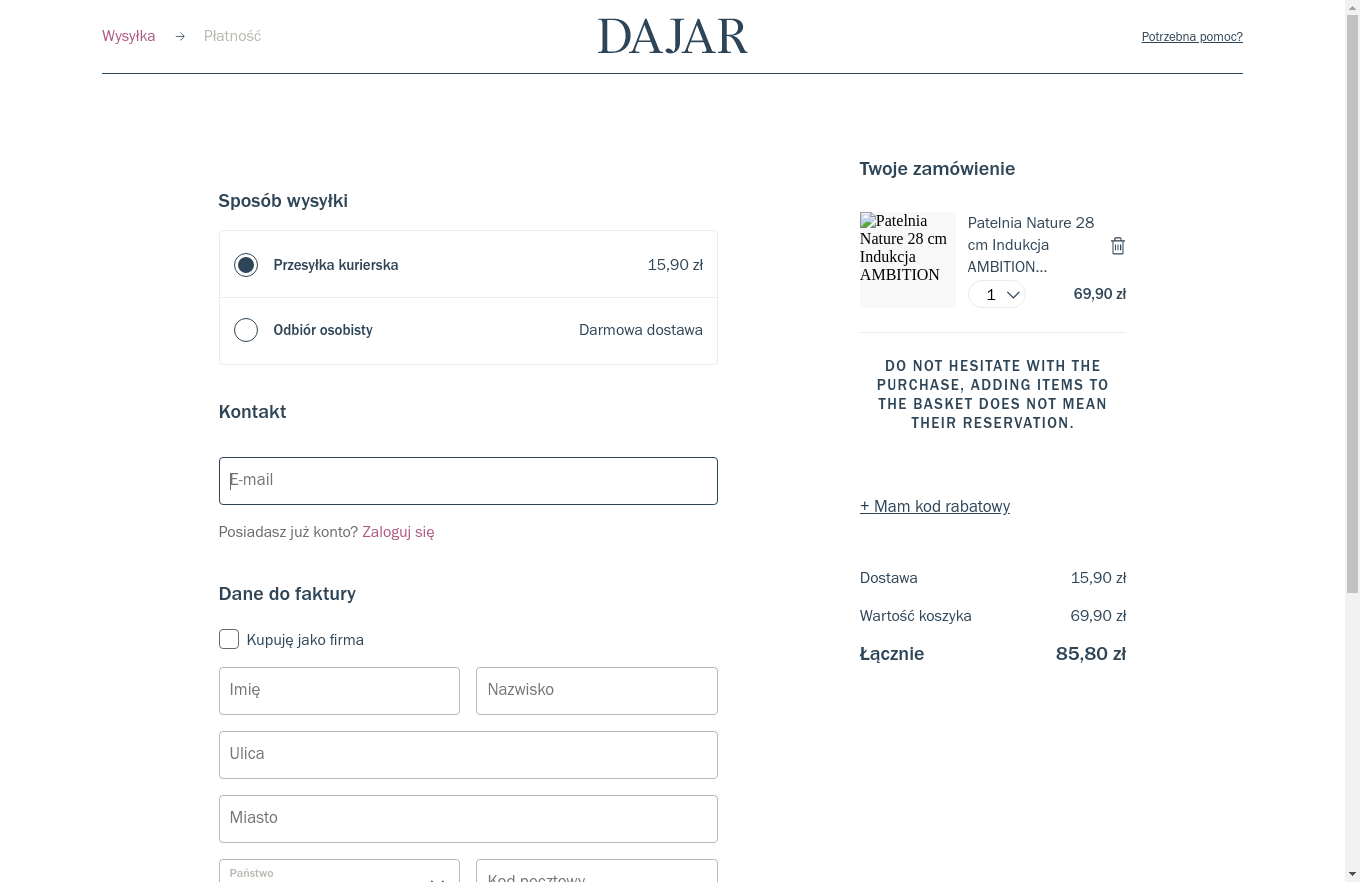 Wysyłka
Płatność
DAJAR
Potrzebna pomoc?
Sposób wysyłki
Przesyłka kurierska
15,90 zł
Odbiór osobisty
Darmowa dostawa
Kontakt
E-mail
Posiadasz już konto? Zaloguj się
Dane do faktury
Kupuję jako firma
Imię
Nazwisko
Ulica
Miasto
Państwo
Kod pocztowy
Twoje zamówienie
Patelnia
Nature 28 cm
Indukcja
AMBITION
Patelnia Nature 28
cm Indukcja
AMBITION...
1
69,90 zł
DO NOT HESITATE WITH THE
PURCHASE, ADDING ITEMS TO
THE BASKET DOES NOT MEAN
THEIR RESERVATION.
+ Mam kod rabatowy
Dostawa
15,90 zł
Wartość koszyka
69,90 zł
Łącznie
85,80 zł